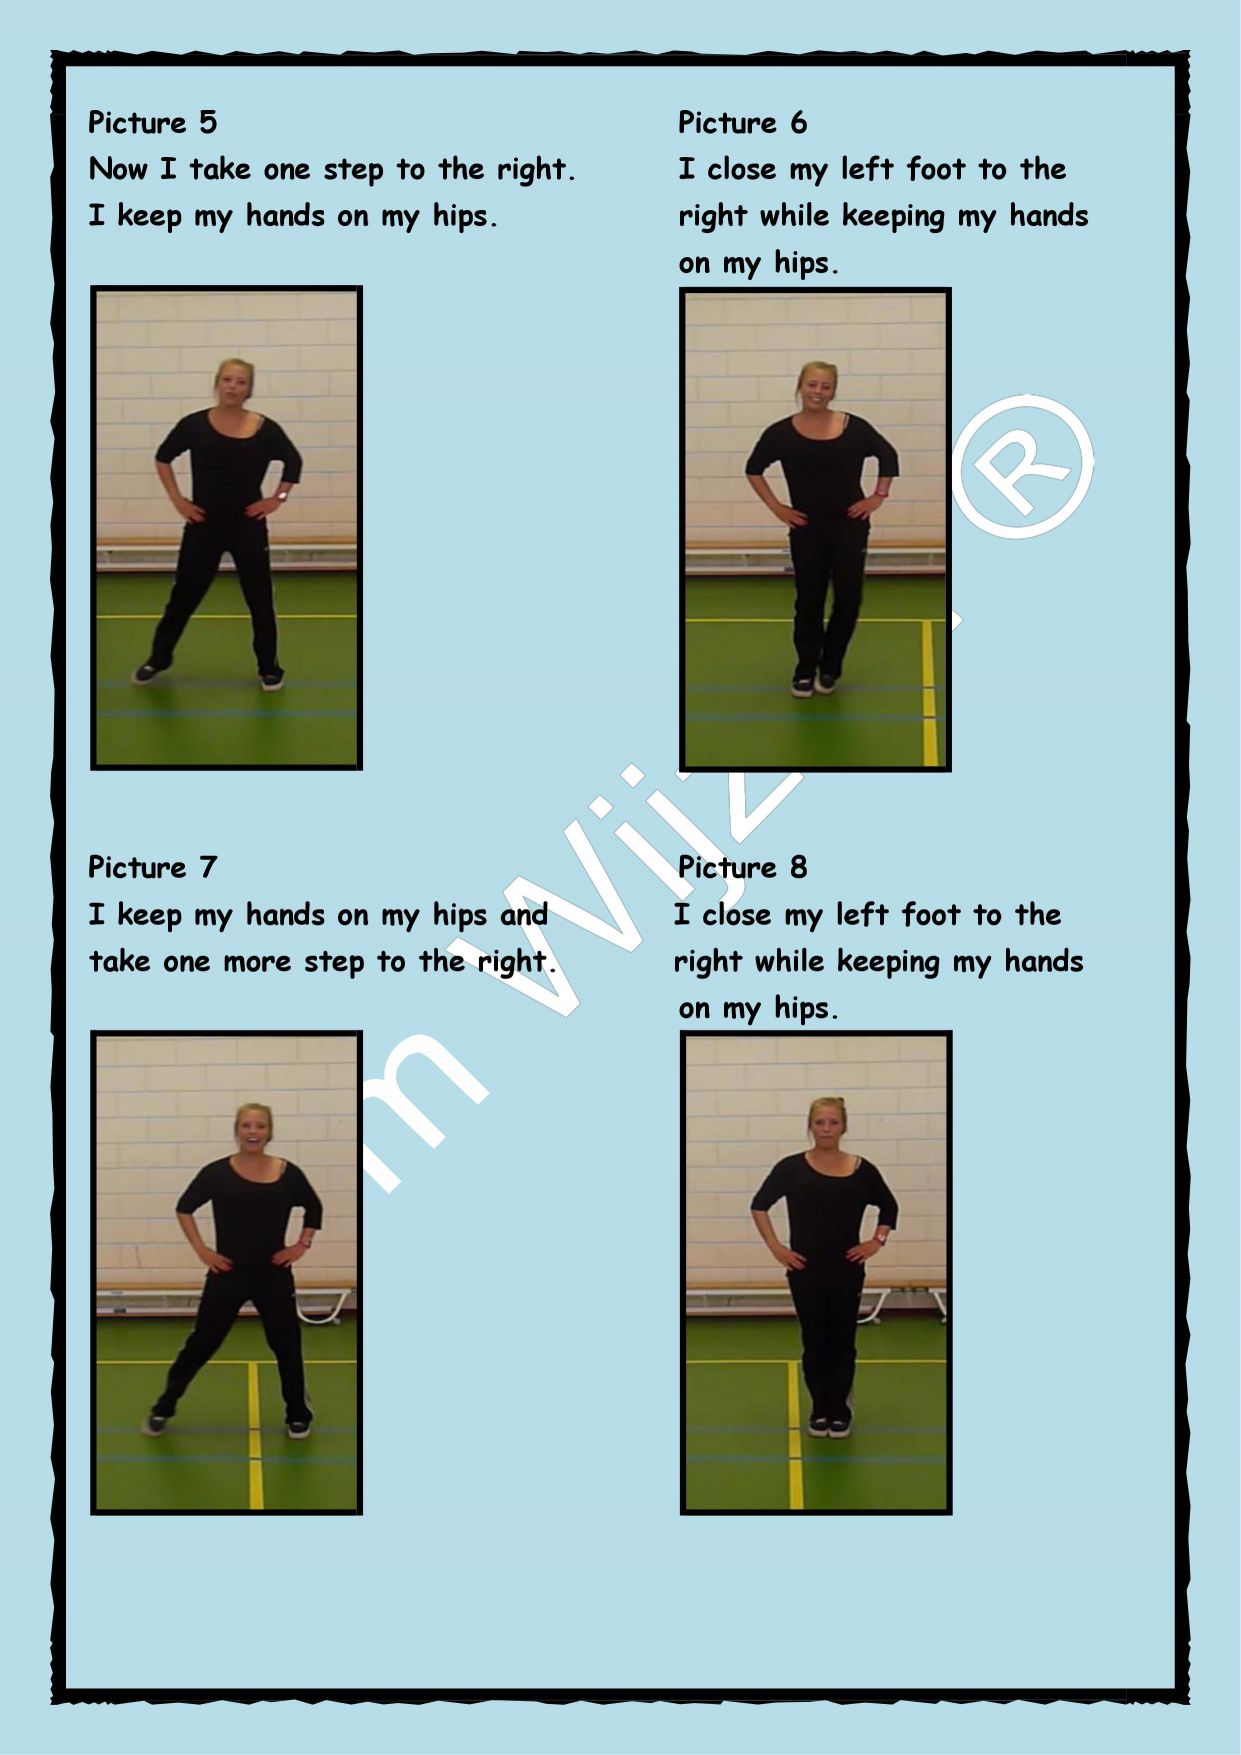 Picture 5
Now I take one step to the right.
I keep my hands on my hips.
Picture 6
I close my left foot to the
right while keeping my hands
on my hips.
Picture 7
I keep my hands on my hips and
take one more step to the right.
Picture 8
I close my left foot to the
right while keeping my hands
on my hips.
®